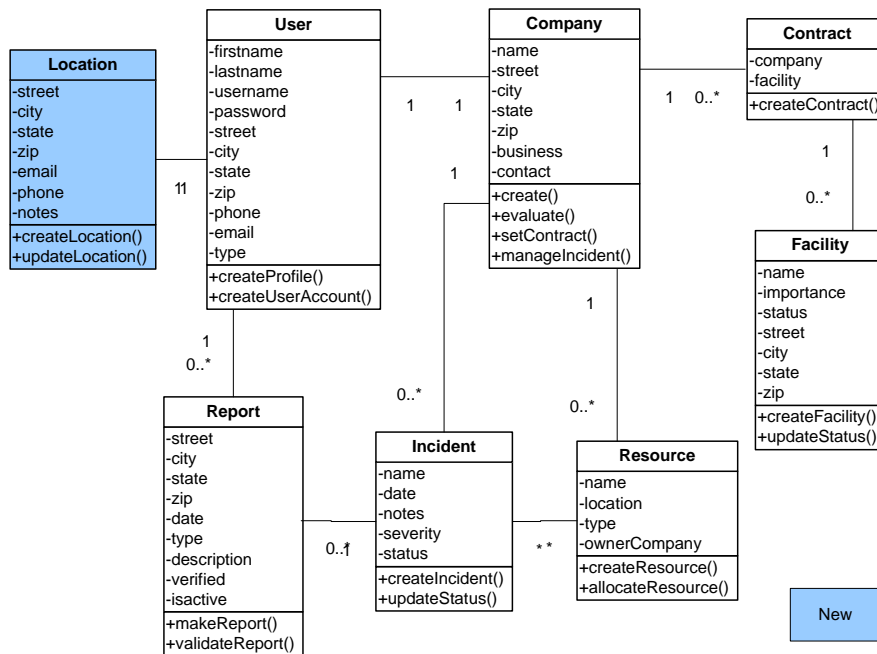 Location
-street
-city
-state
-zip
-email
-phone
-notes
+createLocation()
+updateLocation()
11
User
-firstname
-lastname
-username
-password
-street
-city
-state
-zip
-phone
-email
-type
+createProfile()
+createUserAccount()
1
1
Company
-name
-street
-city
-state
-zip
-business
-contact
+create()
+evaluate()
+setContract()
+manageIncident()
1
0..*
Contract
-company
-facility
+createContract()
1
0..*
Facility
-name
-importance
-status
-street
-city
-state
-zip
+createFacility()
+updateStatus()
1
0..*
1
0..*
1
0..*
Report
-street
-city
-state
-zip
-date
-type
-description
-verified
-isactive
+makeReport()
+validateReport()
0..*
1
Incident
-name
-date
-notes
-severity
-status
+createIncident()
+updateStatus()
* *
Resource
-name
-location
-type
-ownerCompany
+createResource()
+allocateResource()
New